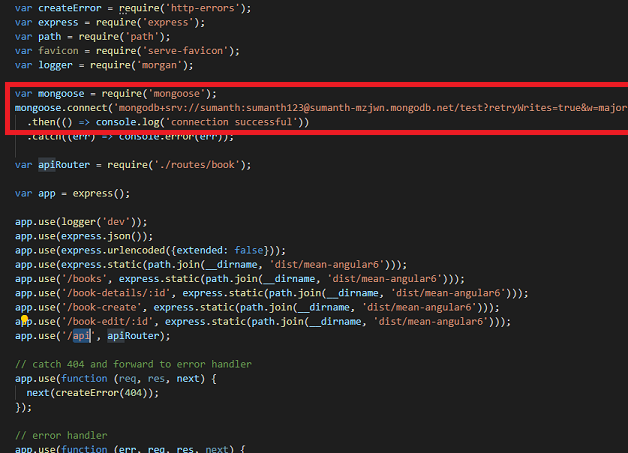 var createError = require('http-errors');
var express = require('express');
var path = require('path');
var favicon = require('serve-favicon');
var logger = require('morgan');
var mongoose = require('mongoose');
mongoose.connect('mongodb+srv://sumanth:sumanth123@sumanth-mzjwn.mongodb.net/test?retryWrites=true&w=major
.then(() => console.log('connection successful'))
.catch((err) => console.error(err));
var apiRouter = require('./routes/book');
var app = express();
app.use(logger('dev'));
app.use(express.json());
app.use(express.urlencoded({extended: false}));
app.use(express.static(path.join(__dirname, 'dist/mean-angular6')));
app.use('/books', express.static(path.join(__dirname, 'dist/mean-angular6')));
app.use('/book-details/:id', express.static(path.join(__dirname, 'dist/mean-angular6')));
app.use('/book-create', express.static(path.join(__dirname, 'dist/mean-angular6')));
app.use('/book-edit/:id', express.static(path.join(__dirname, 'dist/mean-angular6')));
app.use('/api', apiRouter);
// catch 404 and forward to error handler
app.use(function (req, res, next) {
next(createError(404));
});
// error handler
app.use(function (err, req, res, next) {